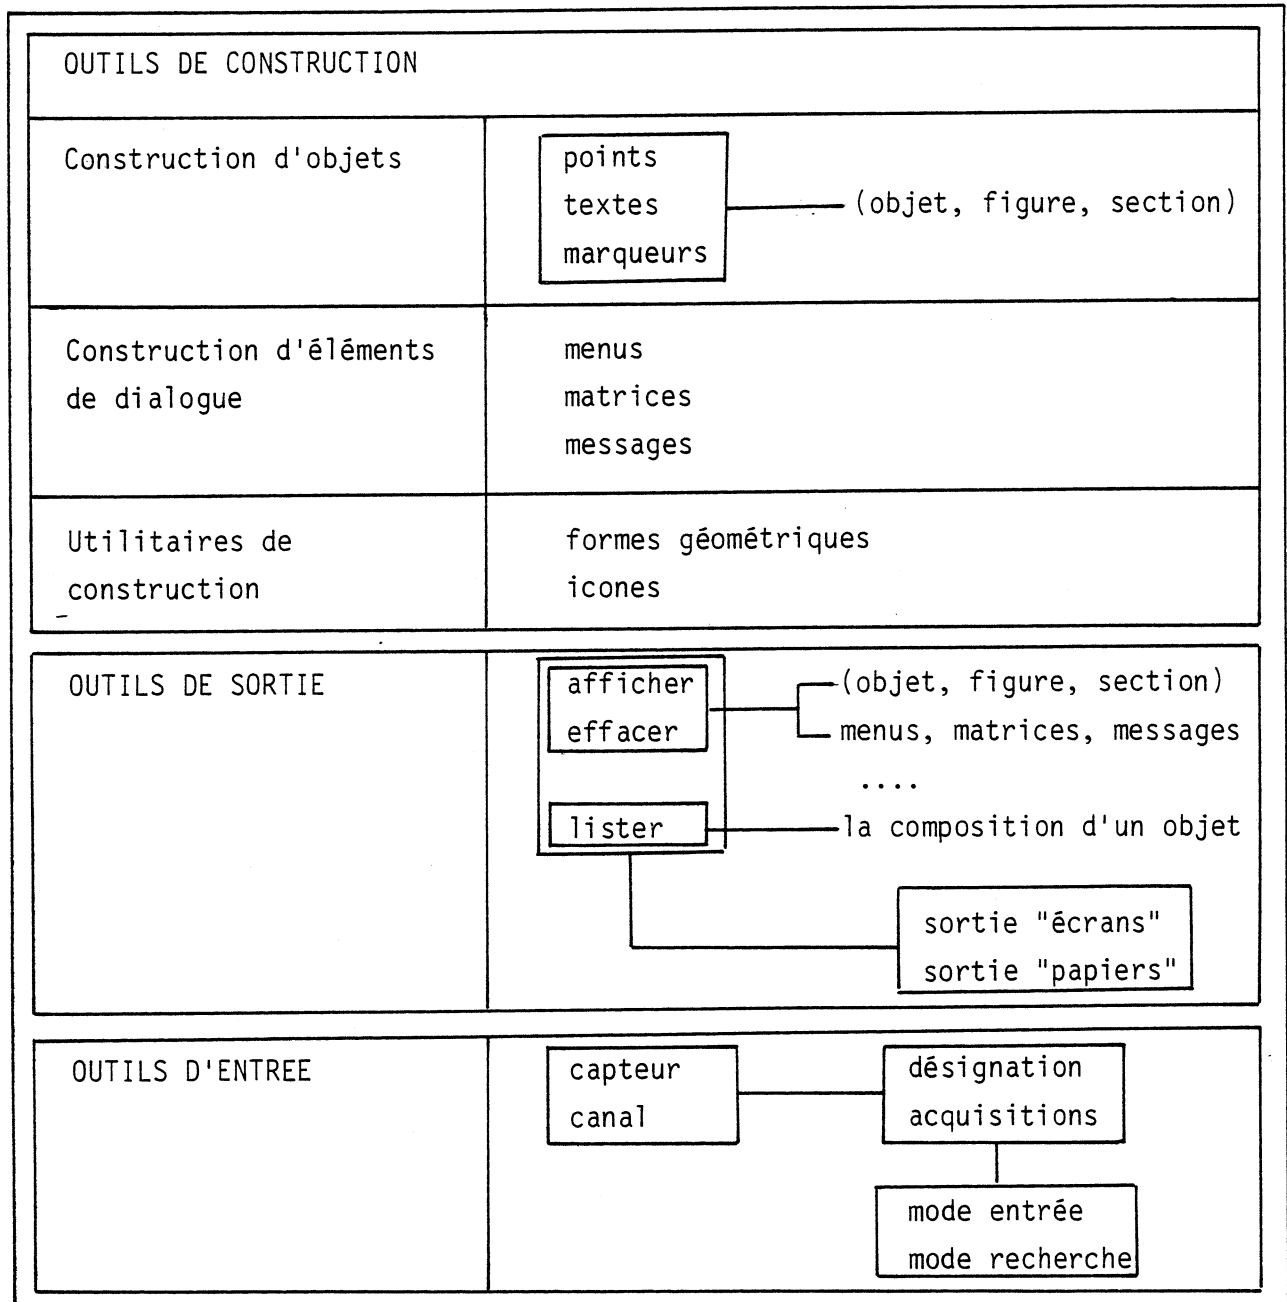 OUTILS DE CONSTRUCTION
Construction d'objets
points
textes
marqueurs
(objet, figure, section)
Construction d'éléments
de dialogue
menus
matrices
messages
Utilitaires de
construction
formes géométriques
icones
OUTILS DE SORTIE
afficher
effacer
(objet, figure, section)
menus, matrices, messages
....
lister
la composition d'un objet
sortie "écrans"
sortie "papiers"
OUTILS D'ENTREE
capteur
canal
désignation
acquisitions
mode entrée
mode recherche